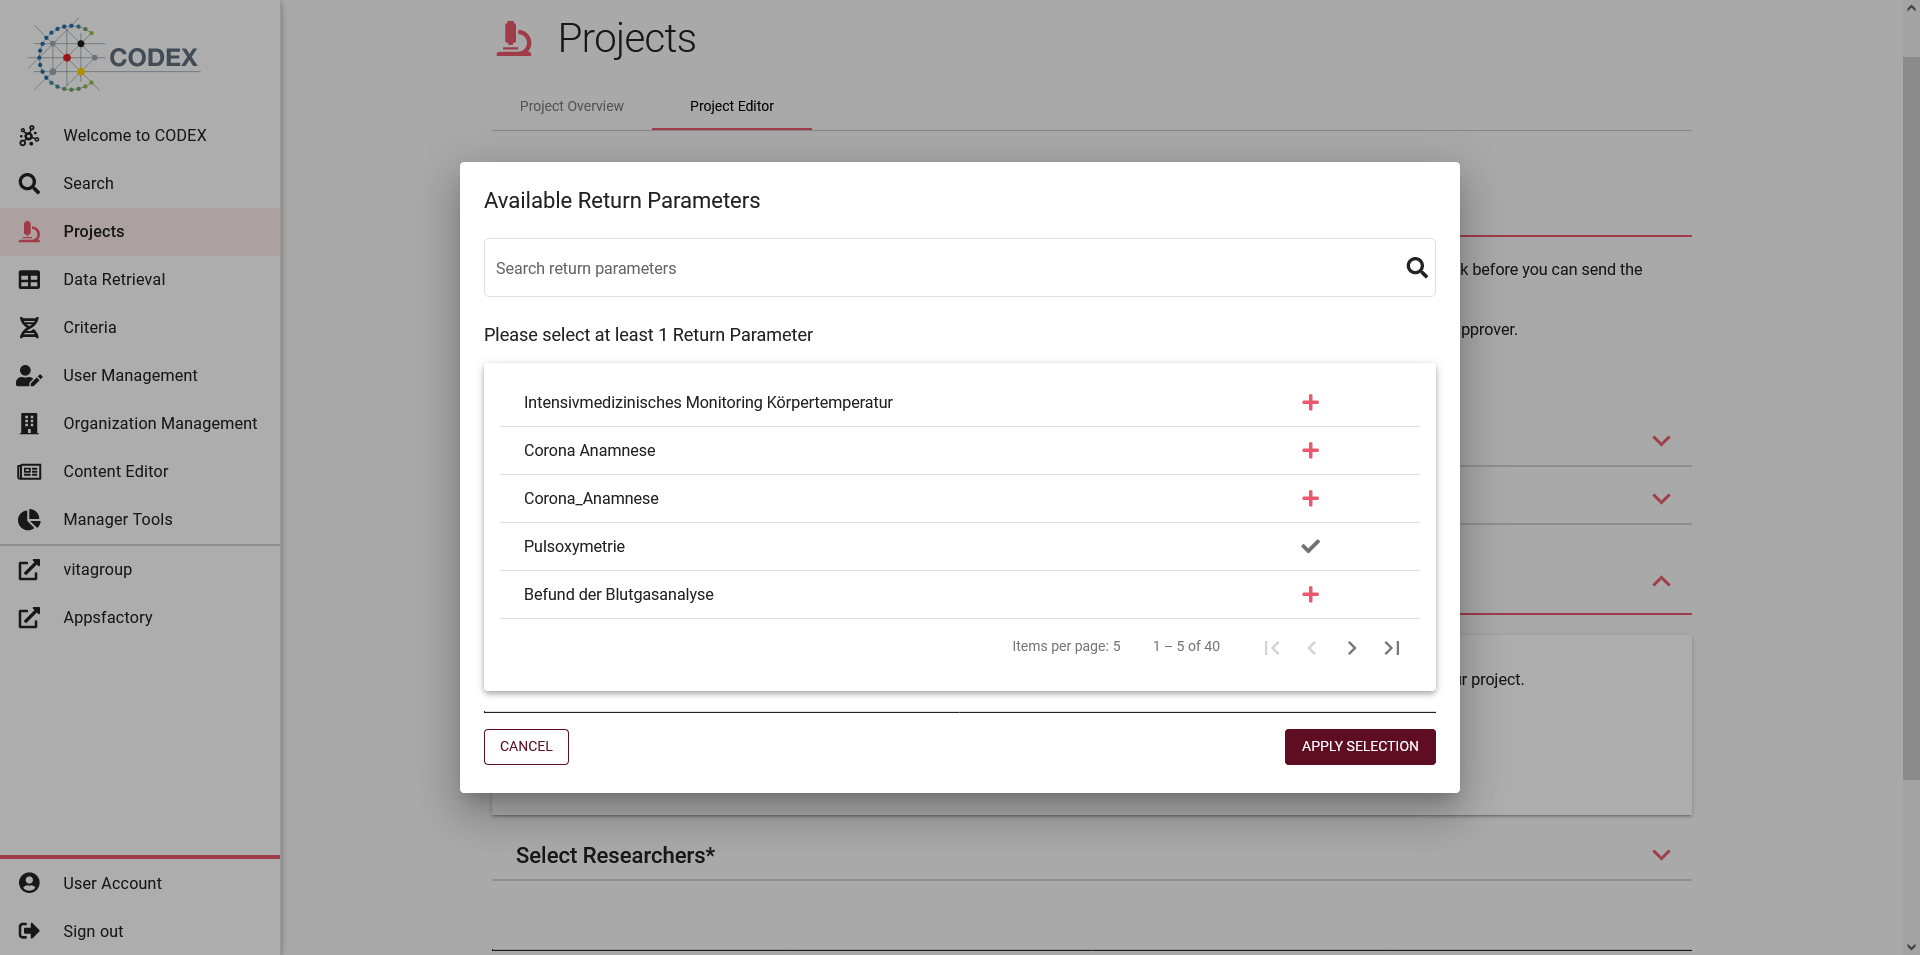 CODEX
Welcome to CODEX
Search
Projects
Data Retrieval
Criteria
User Management
Organization Management
Content Editor
Manager Tools
vitagroup
Appsfactory
User Account
Sign out
Projects
Project Overview
Project Editor
before you can send the
Available Return Parameters
Search return parameters
Please select at least 1 Return Parameter
Intensivmedizinisches Monitoring Körpertemperatur
Corona Anamnese
Corona_Anamnese
Pulsoxymetrie
Befund der Blutgasanalyse
Items per page: 5
1 – 5 of 40
project.
CANCEL
APPLY SELECTION
Select Researchers*